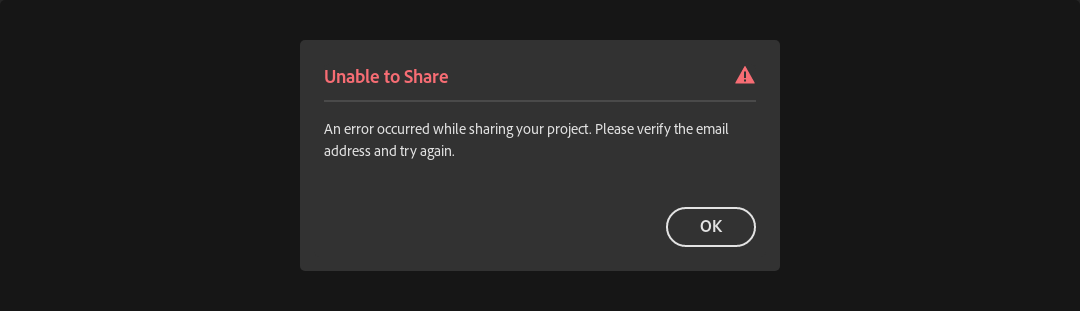 Unable to Share
An error occurred while sharing your project. Please verify the email
address and try again.
OK